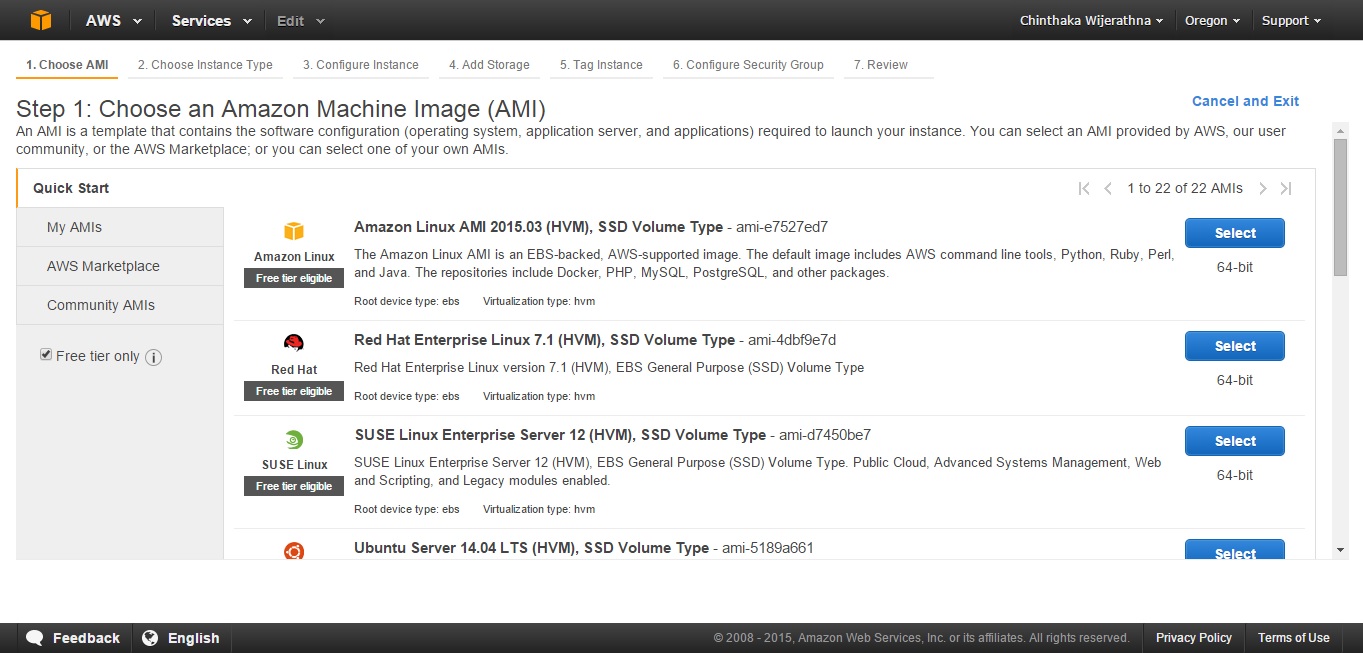 AWS Services Edit Chinthaka Wijerathna Oregon Support
1. Choose AMI 2. Choose Instance Type 3. Configure Instance 4. Add Storage 5. Tag Instance 6. Configure Security Group 7. Review
Step 1: Choose an Amazon Machine Image (AMI)
Cancel and Exit
An AMI is a template that contains the software configuration (operating system, application server, and applications) required to launch your instance. You can select an AMI provided by AWS, our user
community, or the AWS Marketplace; or you can select one of your own AMIs.
Quick Start
My AMIs
AWS Marketplace
Community AMIs
Free tier only
1 to 22 of 22 AMIs
Amazon Linux
Free tier eligible
Amazon Linux AMI 2015.03 (HVM), SSD Volume Type - ami-e7527ed7
The Amazon Linux AMI is an EBS-backed, AWS-supported image. The default image includes AWS command line tools, Python, Ruby, Perl,
and Java. The repositories include Docker, PHP, MySQL, PostgreSQL, and other packages.
Root device type: ebs Virtualization type: hvm
Select
64-bit
Red Hat
Free tier eligible
Red Hat Enterprise Linux 7.1 (HVM), SSD Volume Type - ami-4dbf9e7d
Red Hat Enterprise Linux version 7.1 (HVM), EBS General Purpose (SSD) Volume Type
Root device type: ebs Virtualization type: hvm
Select
64-bit
SUSE Linux
Free tier eligible
SUSE Linux Enterprise Server 12 (HVM), SSD Volume Type - ami-d7450be7
SUSE Linux Enterprise Server 12 (HVM), EBS General Purpose (SSD) Volume Type. Public Cloud, Advanced Systems Management, Web
and Scripting, and Legacy modules enabled.
Root device type: ebs Virtualization type: hvm
Select
64-bit
Ubuntu Server 14.04 LTS (HVM), SSD Volume Type - ami-5189a661
Select
Feedback English © 2008 - 2015, Amazon Web Services, Inc. or its affiliates. All rights reserved. Privacy Policy Terms of Use